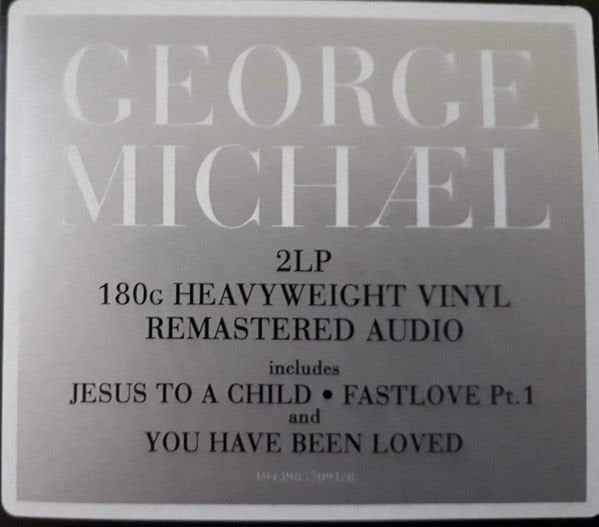 GEORGE
MICHÆL
2LP
180G HEAVYWEIGHT VINYL
REMASTERED AUDIO
includes
JESUS TO A CHILD • FASTLOVE Pt.1
and
YOU HAVE BEEN LOVED